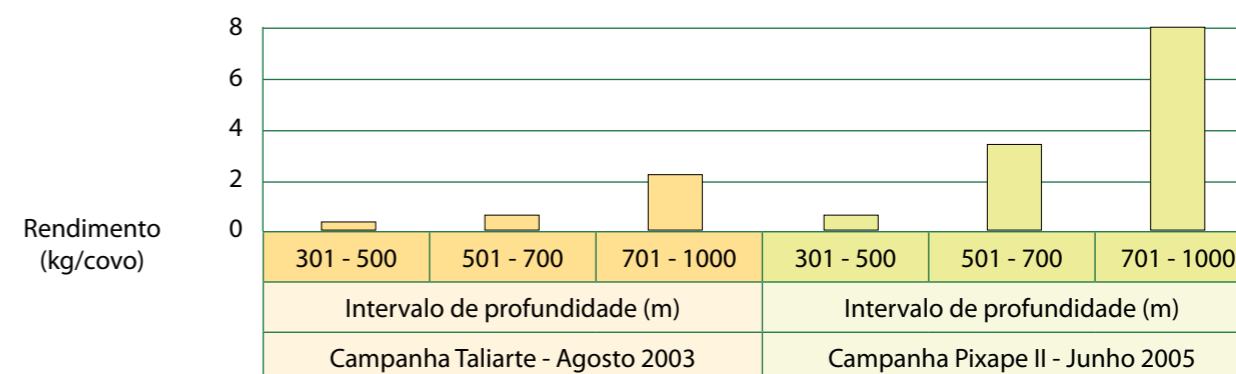 8
6
4
2
0
Rendimento
(kg/covo)
301 - 500 501 - 700 701 - 1000 301 - 500 501 - 700 701 - 1000
Intervalo de profundidade (m) Intervalo de profundidade (m)
Campanha Taliarte - Agosto 2003 Campanha Pixape II - Junho 2005